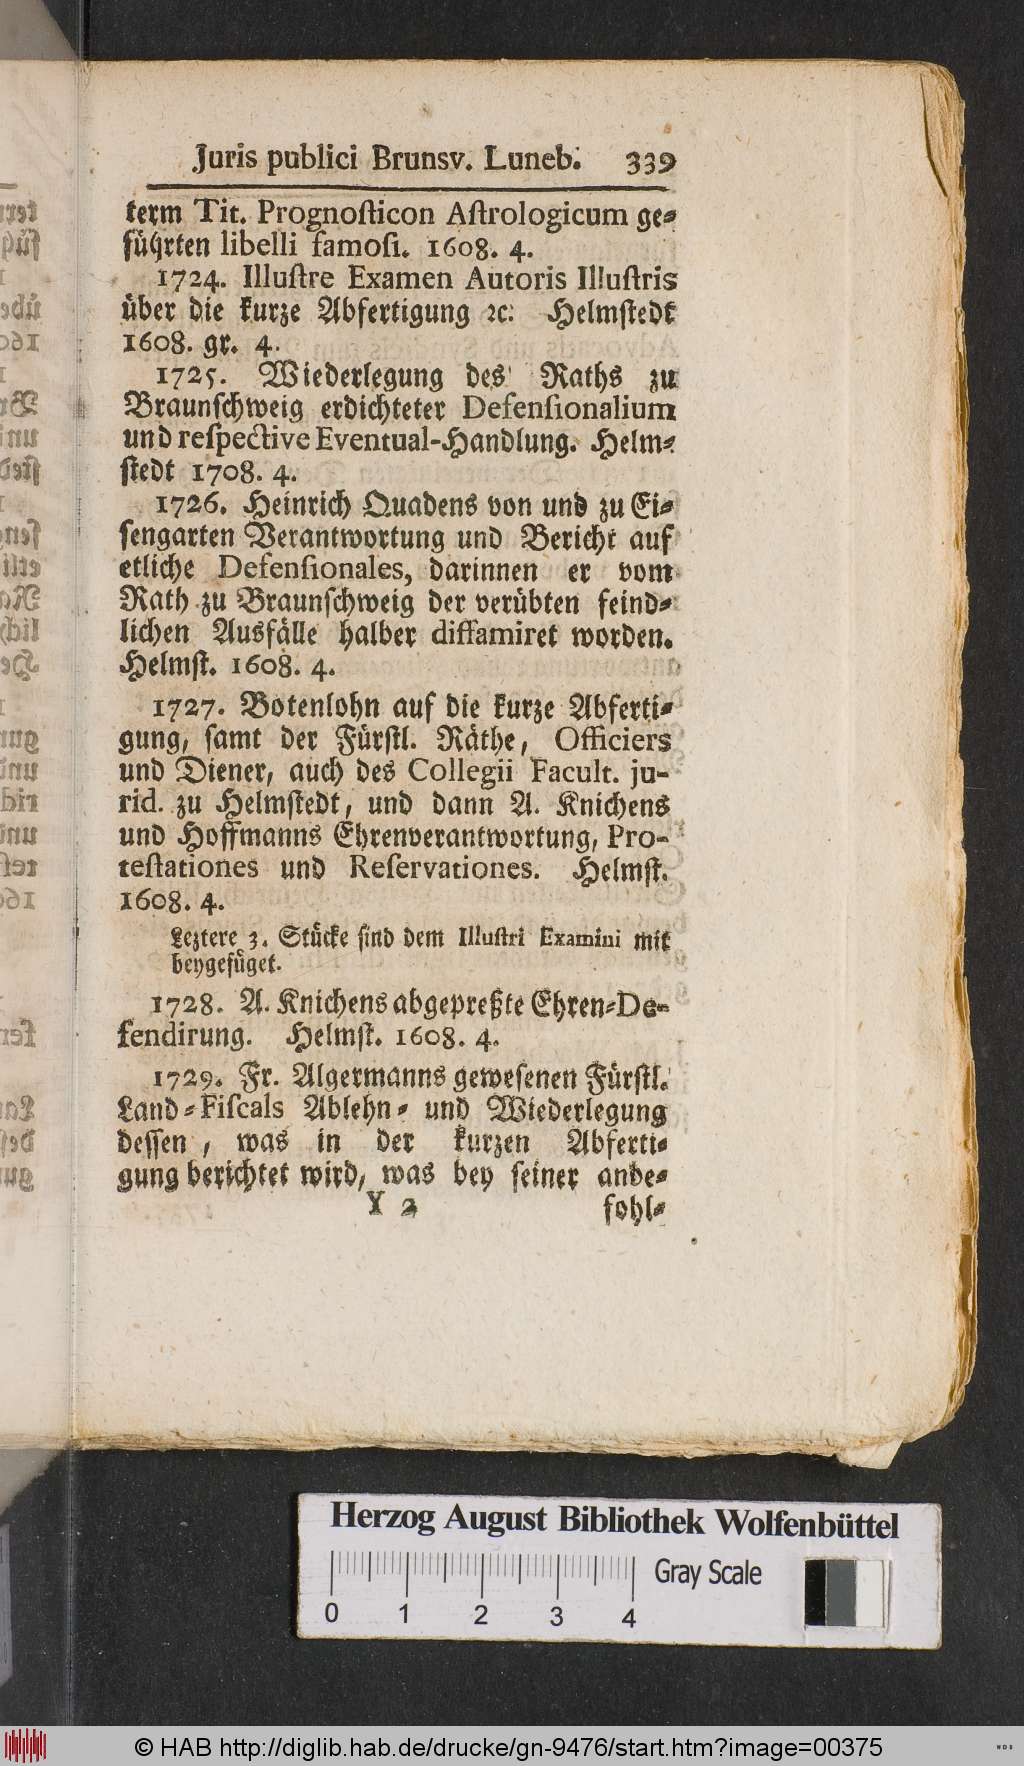 Juris publici Brunsv. Luneb. 339
term Tit. Prognosticon Astrologicum ge-
führten libelli famosi. 1608. 4.
1724. Illustre Examen Autoris Illustris
über die kurze Abfertigung ꝛc. Helmstedt
1608. gr. 4.
1725. Wiederlegung des Raths zu
Braunschweig erdichteter Defensionalium
und respective Eventual-Handlung. Helm-
stedt 1708. 4.
1726. Heinrich Quadens von und zu Ei-
sengarten Verantwortung und Bericht auf
etliche Defensionales, darinnen er vom
Rath zu Braunschweig der verübten feind-
lichen Ausfälle halber diffamiret worden.
Helmst. 1608. 4.
1727. Botenlohn auf die kurze Abferti-
gung, samt der Fürstl. Räthe, Officiers
und Diener, auch des Collegii Facult. ju-
rid. zu Helmstedt, und dann A. Knichens
und Hoffmanns Ehrenverantwortung, Pro-
testationes und Reservationes. Helmst.
1608. 4.
Leztere 3. Stücke sind dem Illustri Examini mit
beygefüget.
1728. A. Knichens abgepreßte Ehren-De-
fendirung. Helmst. 1608. 4.
1729. Fr. Algermanns gewesenen Fürstl.
Land-Fiscals Ablehn- und Wiederlegung
dessen, was in der kurzen Abferti-
gung berichtet wird, was bey seiner anbe-
Y 2 fohl-
Herzog August Bibliothek Wolfenbüttel
Gray Scale
0 1 2 3 4
© HAB http://diglib.hab.de/drucke/gn-9476/start.htm?image=00375